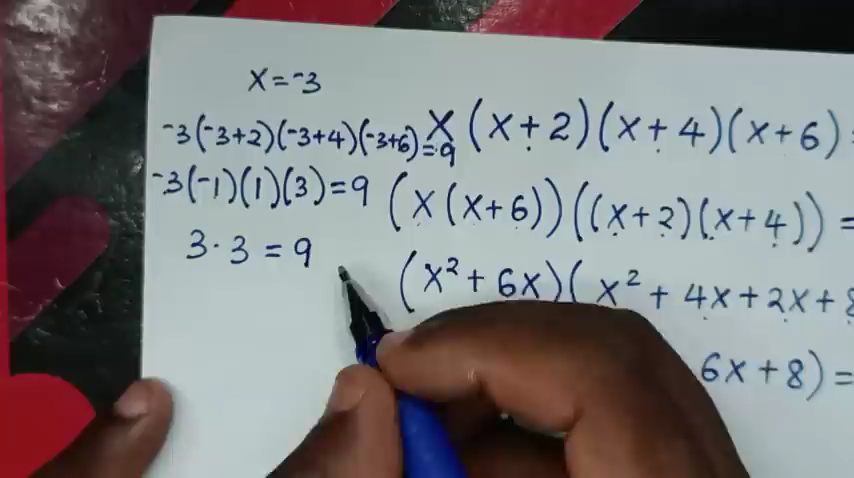 x = -3
-3(-3+2)(-3+4)(-3+6)=9
-3(-1)(1)(3)=9
3·3 = 9
x(x+2)(x+4)(x+6) =
(x(x+6))((x+2)(x+4)) =
(x²+6x)(x²+4x+2x+8
6x+8) =